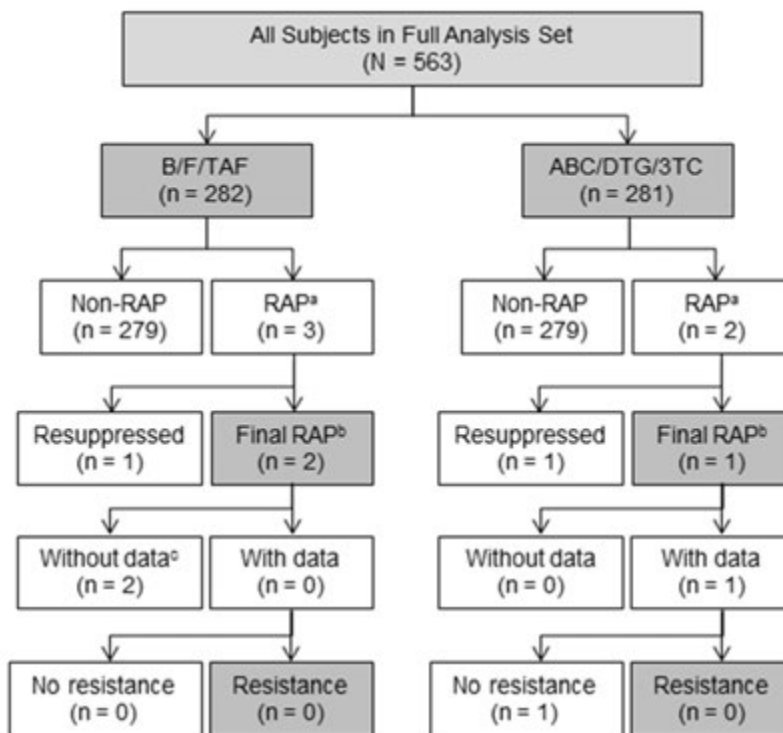 All Subjects in Full Analysis Set
(N = 563)
B/F/TAF
(n = 282)
ABC/DTG/3TC
(n = 281)
Non-RAP
(n = 279)
RAPᵃ
(n = 3)
Non-RAP
(n = 279)
RAPᵃ
(n = 2)
Resuppressed
(n = 1)
Final RAPᵇ
(n = 2)
Resuppressed
(n = 1)
Final RAPᵇ
(n = 1)
Without dataᶜ
(n = 2)
With data
(n = 0)
Without data
(n = 0)
With data
(n = 1)
No resistance
(n = 0)
Resistance
(n = 0)
No resistance
(n = 1)
Resistance
(n = 0)